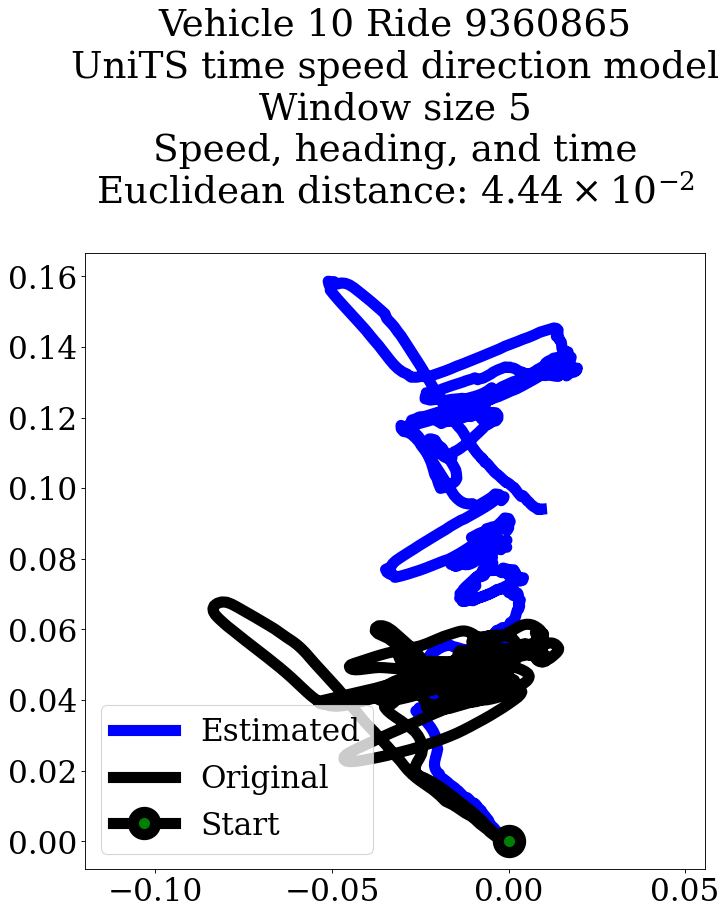 Vehicle 10 Ride 9360865
UniTS time speed direction model
Window size 5
Speed, heading, and time
Euclidean distance: 4.44 × 10⁻²
0.16
0.14
0.12
0.10
0.08
0.06
0.04
0.02
0.00
Estimated
Original
Start
−0.10
−0.05
0.00
0.05